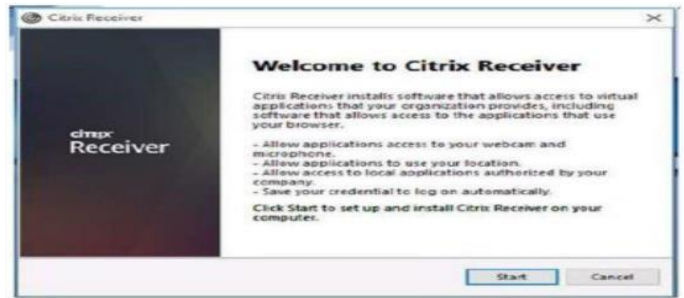 Citrix Receiver
Welcome to Citrix Receiver
Citrix Receiver installs software that allows access to virtual
applications that your organization provides, including
software that allows access to the applications that use
your browser.
- Allow applications access to your webcam and
microphone.
- Allow applications to use your location.
- Allow access to local applications authorized by your
company.
- Save your credential to log on automatically.
Click Start to set up and install Citrix Receiver on your
computer.
citrix
Receiver
Start Cancel